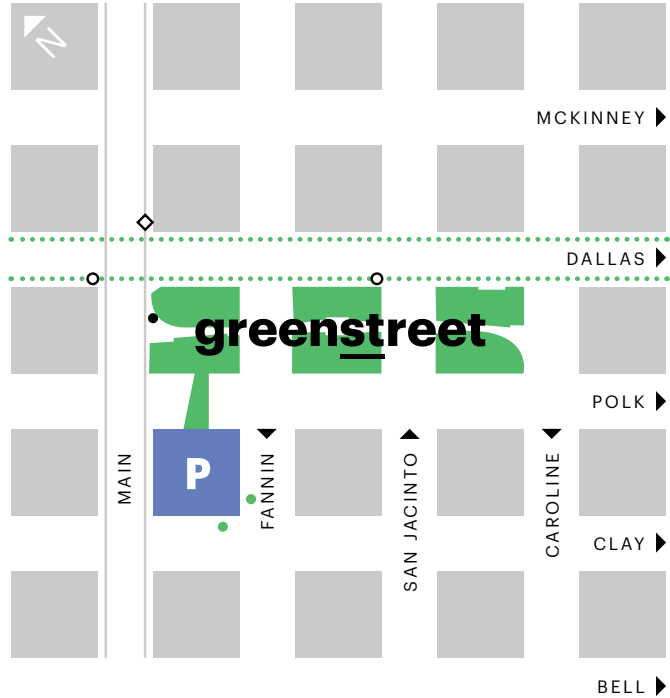 N
MCKINNEY
DALLAS
greenstreet
POLK
P
MAIN
FANNIN
SAN JACINTO
CAROLINE
CLAY
BELL